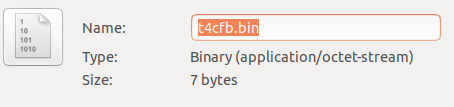 1
10
101
1010
Name: t4cfb.bin
Type: Binary (application/octet-stream)
Size: 7 bytes